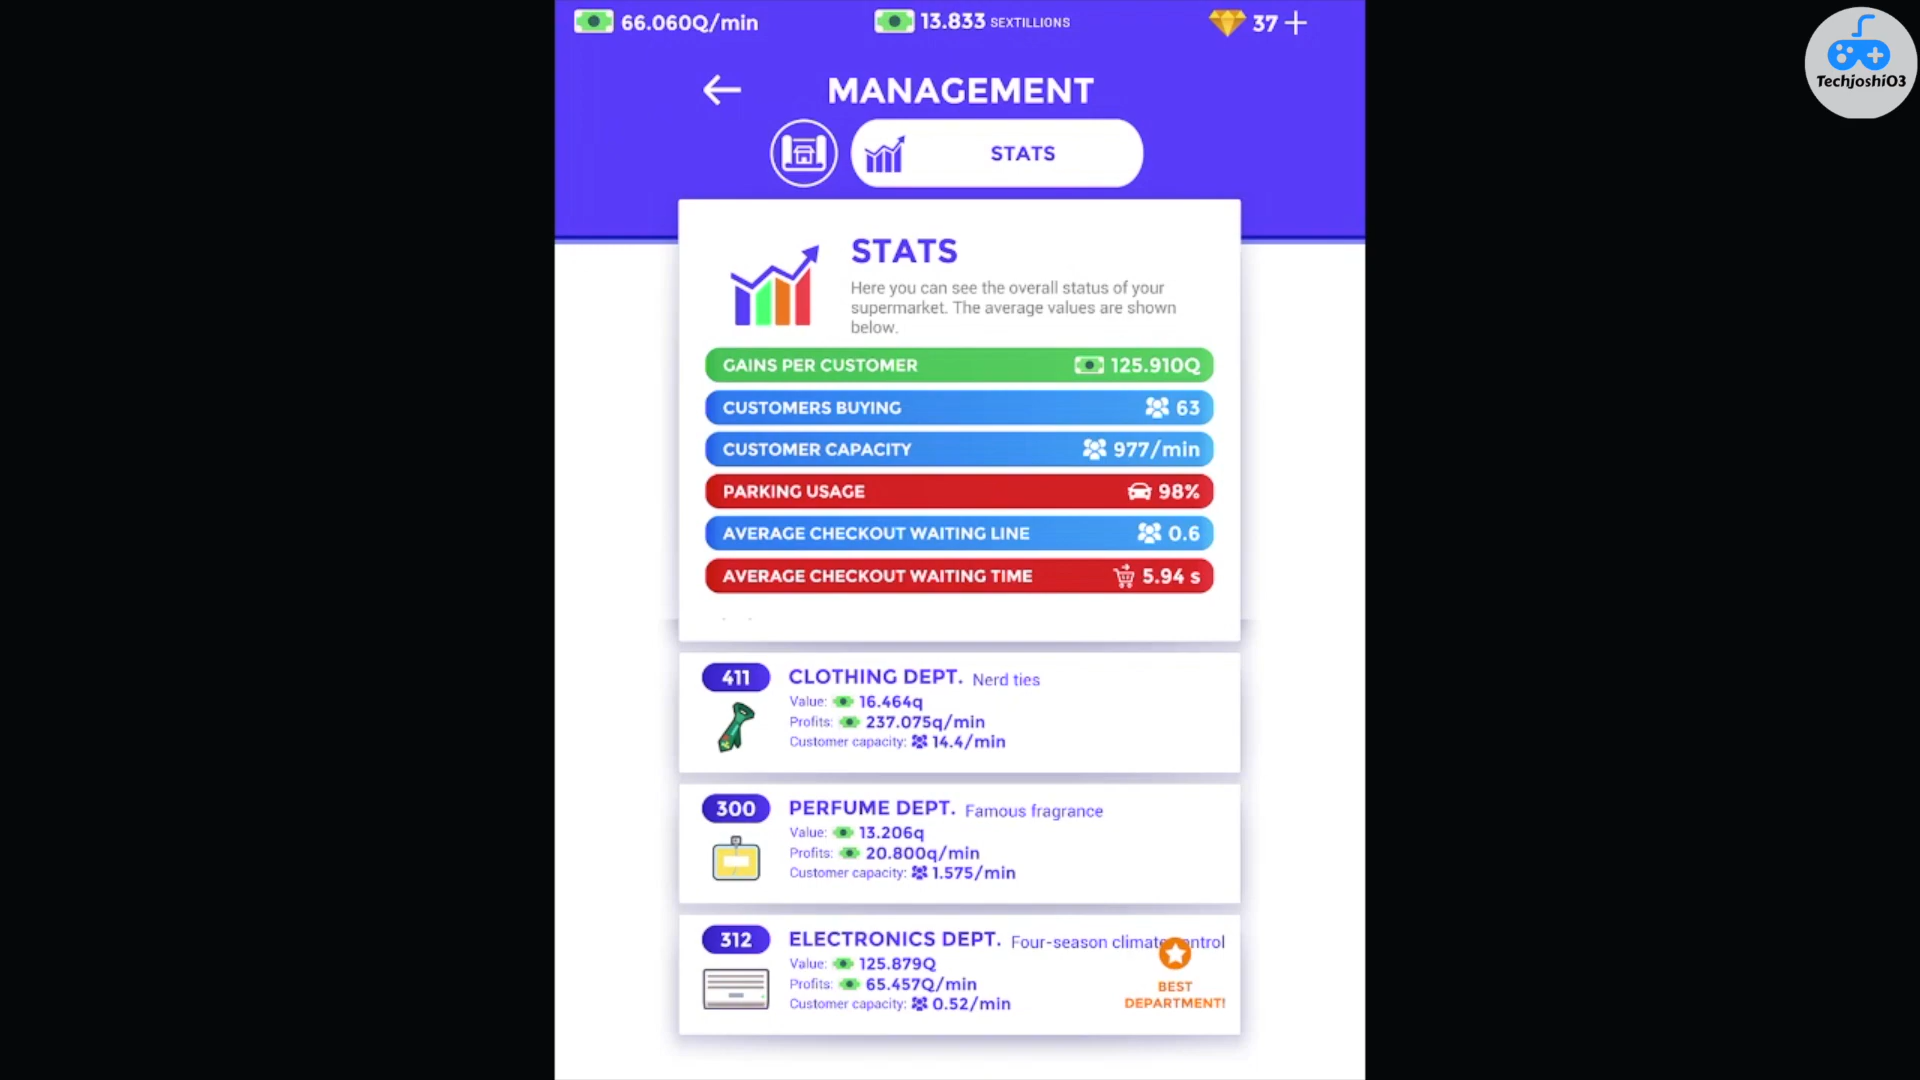 66.060Q/min
13.833 SEXTILLIONS
37
TechjoshiO3
MANAGEMENT
STATS
STATS
Here you can see the overall status of your
supermarket. The average values are shown
below.
GAINS PER CUSTOMER 125.910Q
CUSTOMERS BUYING 63
CUSTOMER CAPACITY 977/min
PARKING USAGE 98%
AVERAGE CHECKOUT WAITING LINE 0.6
AVERAGE CHECKOUT WAITING TIME 5.94 s
411 CLOTHING DEPT. Nerd ties
Value: 16.464q
Profits: 237.075q/min
Customer capacity: 14.4/min
300 PERFUME DEPT. Famous fragrance
Value: 13.206q
Profits: 20.800q/min
Customer capacity: 1.575/min
312 ELECTRONICS DEPT. Four-season climate control
Value: 125.879Q
Profits: 65.457Q/min
Customer capacity: 0.52/min
BEST
DEPARTMENT!